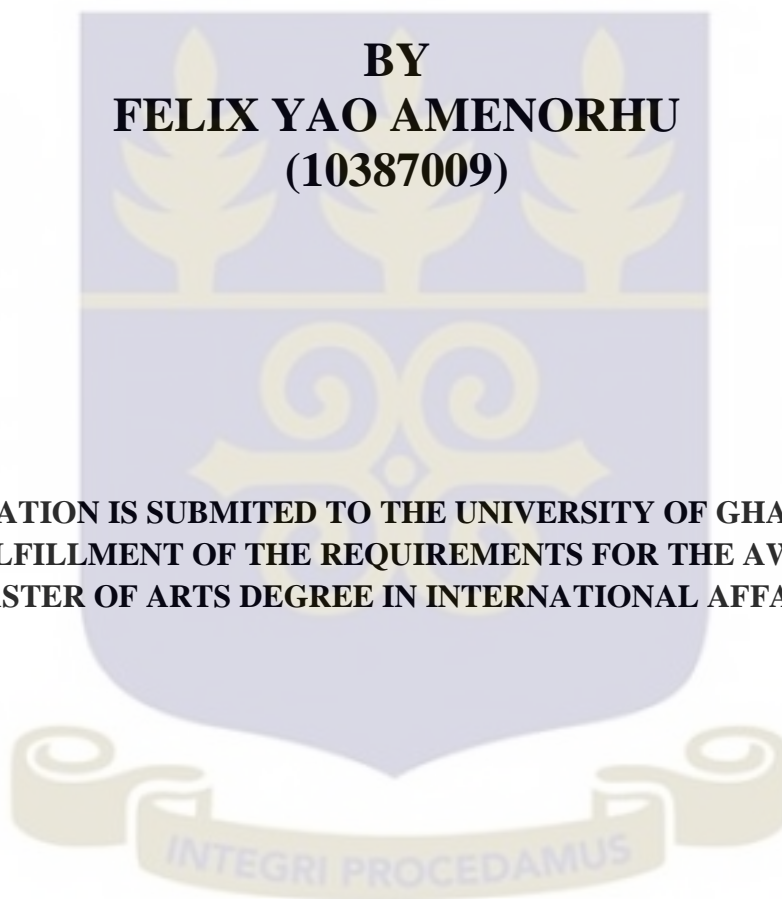 BY
FELIX YAO AMENORHU
(10387009)
ATION IS SUBMITED TO THE UNIVERSITY OF GHA
LFILLMENT OF THE REQUIREMENTS FOR THE AW
STER OF ARTS DEGREE IN INTERNATIONAL AFFA
INTEGRI PROCEDAMUS